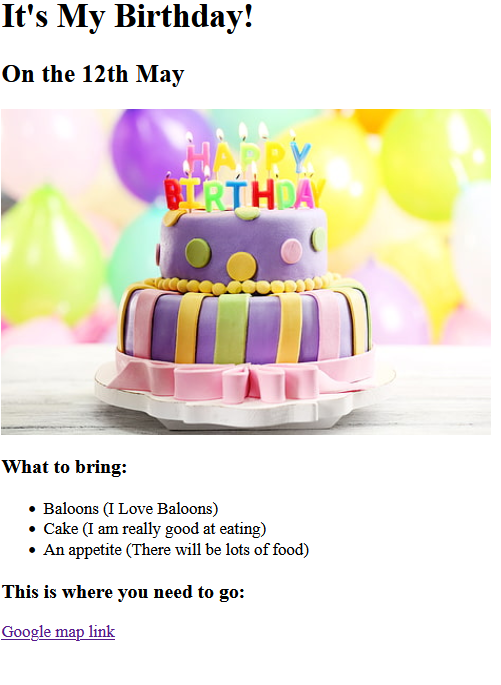 It's My Birthday!
On the 12th May
HAPPY
BIRTHDAY
What to bring:
Baloons (I Love Baloons)
Cake (I am really good at eating)
An appetite (There will be lots of food)
This is where you need to go:
Google map link